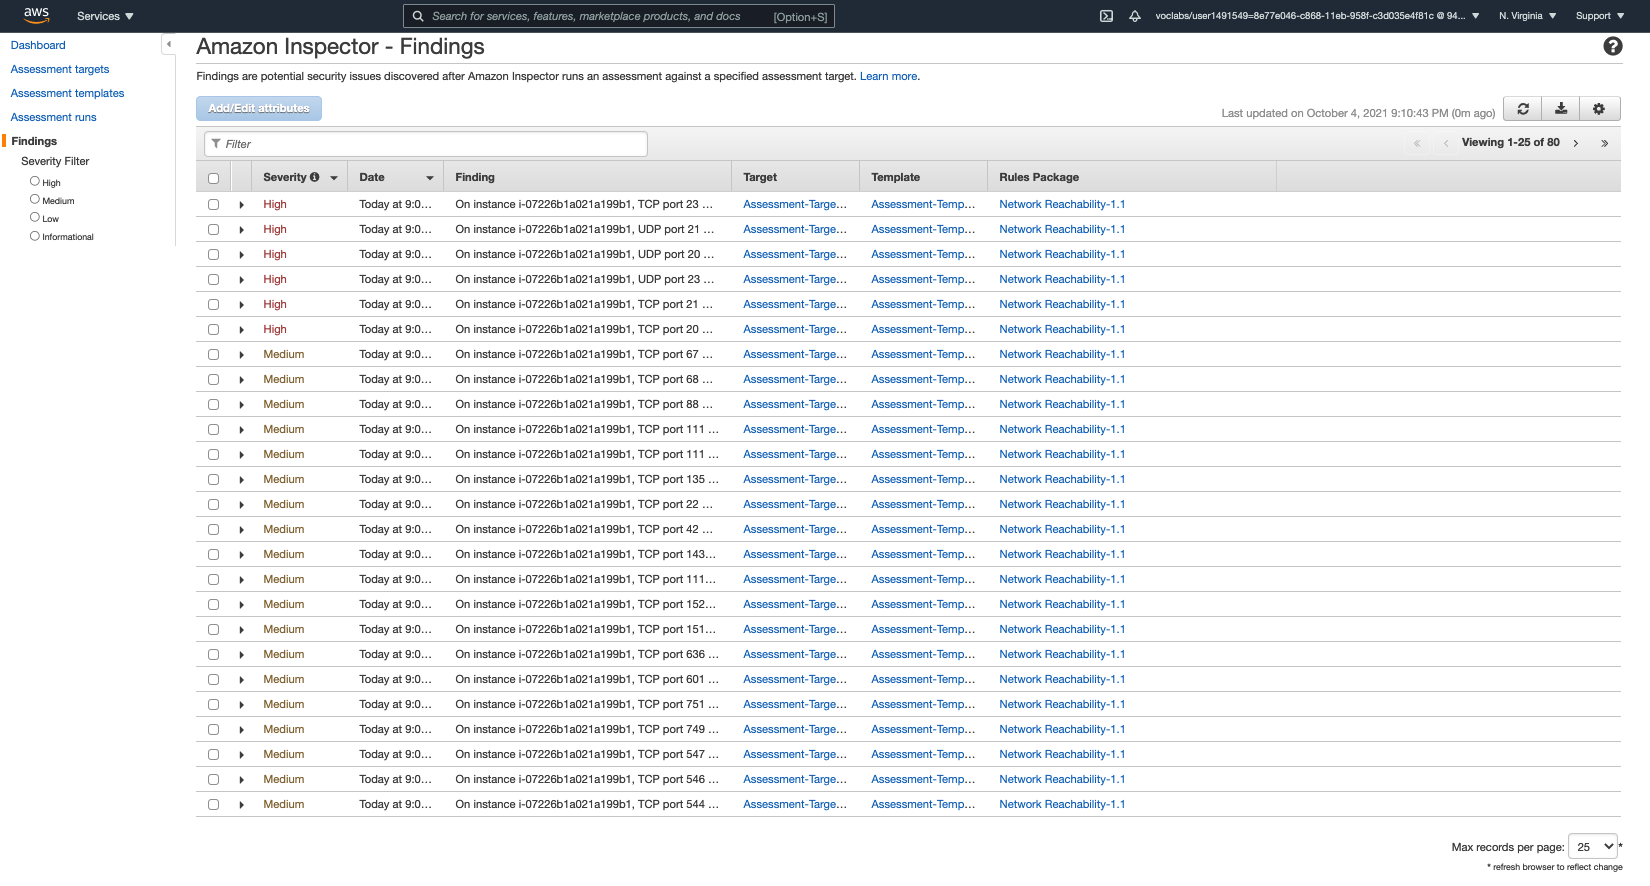 aws Services Search for services, features, marketplace products, and docs [Option+S] voclabs/user1491549=8e77e046-c868-11eb-958f-c3d035e4f81c @ 94... N. Virginia Support
Dashboard
Assessment targets
Assessment templates
Assessment runs
Findings
Severity Filter
High
Medium
Low
Informational
Amazon Inspector - Findings
Findings are potential security issues discovered after Amazon Inspector runs an assessment against a specified assessment target. Learn more.
Add/Edit attributes
Last updated on October 4, 2021 9:10:43 PM (0m ago)
Filter
« ‹ Viewing 1-25 of 80 › »
Severity Date Finding Target Template Rules Package
High Today at 9:0... On instance i-07226b1a021a199b1, TCP port 23 ... Assessment-Targe... Assessment-Temp... Network Reachability-1.1
High Today at 9:0... On instance i-07226b1a021a199b1, UDP port 21 ... Assessment-Targe... Assessment-Temp... Network Reachability-1.1
High Today at 9:0... On instance i-07226b1a021a199b1, UDP port 20 ... Assessment-Targe... Assessment-Temp... Network Reachability-1.1
High Today at 9:0... On instance i-07226b1a021a199b1, UDP port 23 ... Assessment-Targe... Assessment-Temp... Network Reachability-1.1
High Today at 9:0... On instance i-07226b1a021a199b1, TCP port 21 ... Assessment-Targe... Assessment-Temp... Network Reachability-1.1
High Today at 9:0... On instance i-07226b1a021a199b1, TCP port 20 ... Assessment-Targe... Assessment-Temp... Network Reachability-1.1
Medium Today at 9:0... On instance i-07226b1a021a199b1, TCP port 67 ... Assessment-Targe... Assessment-Temp... Network Reachability-1.1
Medium Today at 9:0... On instance i-07226b1a021a199b1, TCP port 68 ... Assessment-Targe... Assessment-Temp... Network Reachability-1.1
Medium Today at 9:0... On instance i-07226b1a021a199b1, TCP port 88 ... Assessment-Targe... Assessment-Temp... Network Reachability-1.1
Medium Today at 9:0... On instance i-07226b1a021a199b1, TCP port 111 ... Assessment-Targe... Assessment-Temp... Network Reachability-1.1
Medium Today at 9:0... On instance i-07226b1a021a199b1, TCP port 111 ... Assessment-Targe... Assessment-Temp... Network Reachability-1.1
Medium Today at 9:0... On instance i-07226b1a021a199b1, TCP port 135 ... Assessment-Targe... Assessment-Temp... Network Reachability-1.1
Medium Today at 9:0... On instance i-07226b1a021a199b1, TCP port 22 ... Assessment-Targe... Assessment-Temp... Network Reachability-1.1
Medium Today at 9:0... On instance i-07226b1a021a199b1, TCP port 42 ... Assessment-Targe... Assessment-Temp... Network Reachability-1.1
Medium Today at 9:0... On instance i-07226b1a021a199b1, TCP port 143... Assessment-Targe... Assessment-Temp... Network Reachability-1.1
Medium Today at 9:0... On instance i-07226b1a021a199b1, TCP port 111... Assessment-Targe... Assessment-Temp... Network Reachability-1.1
Medium Today at 9:0... On instance i-07226b1a021a199b1, TCP port 152... Assessment-Targe... Assessment-Temp... Network Reachability-1.1
Medium Today at 9:0... On instance i-07226b1a021a199b1, TCP port 151... Assessment-Targe... Assessment-Temp... Network Reachability-1.1
Medium Today at 9:0... On instance i-07226b1a021a199b1, TCP port 636 ... Assessment-Targe... Assessment-Temp... Network Reachability-1.1
Medium Today at 9:0... On instance i-07226b1a021a199b1, TCP port 601 ... Assessment-Targe... Assessment-Temp... Network Reachability-1.1
Medium Today at 9:0... On instance i-07226b1a021a199b1, TCP port 751 ... Assessment-Targe... Assessment-Temp... Network Reachability-1.1
Medium Today at 9:0... On instance i-07226b1a021a199b1, TCP port 749 ... Assessment-Targe... Assessment-Temp... Network Reachability-1.1
Medium Today at 9:0... On instance i-07226b1a021a199b1, TCP port 547 ... Assessment-Targe... Assessment-Temp... Network Reachability-1.1
Medium Today at 9:0... On instance i-07226b1a021a199b1, TCP port 546 ... Assessment-Targe... Assessment-Temp... Network Reachability-1.1
Medium Today at 9:0... On instance i-07226b1a021a199b1, TCP port 544 ... Assessment-Targe... Assessment-Temp... Network Reachability-1.1
Max records per page: 25 *
* refresh browser to reflect change